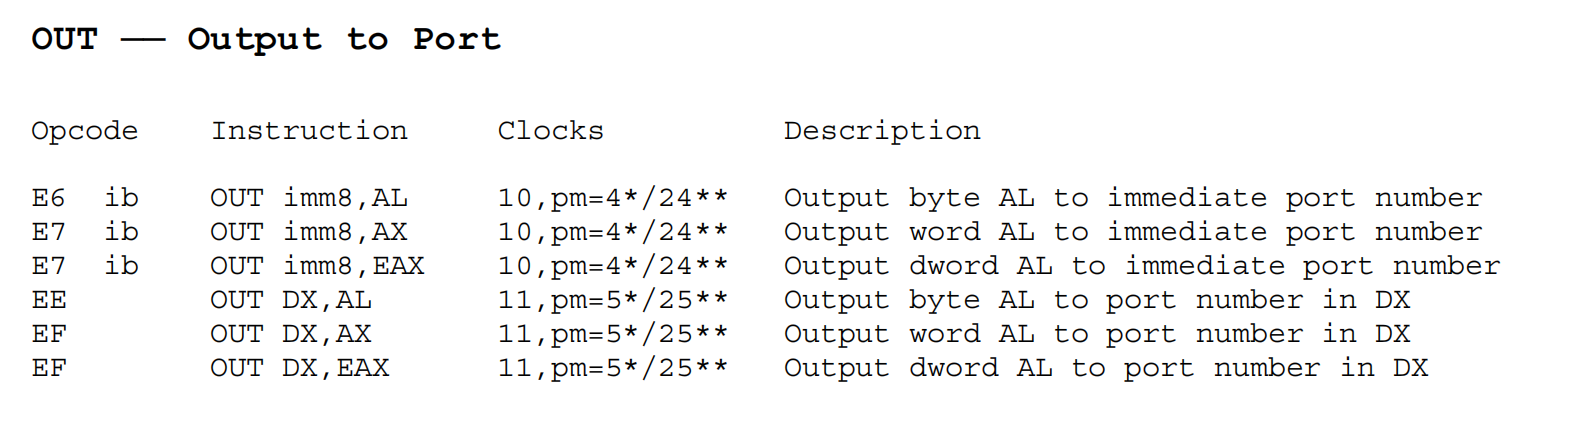 OUT — Output to Port
Opcode Instruction Clocks Description
E6 ib OUT imm8,AL 10,pm=4*/24** Output byte AL to immediate port number
E7 ib OUT imm8,AX 10,pm=4*/24** Output word AL to immediate port number
E7 ib OUT imm8,EAX 10,pm=4*/24** Output dword AL to immediate port number
EE OUT DX,AL 11,pm=5*/25** Output byte AL to port number in DX
EF OUT DX,AX 11,pm=5*/25** Output word AL to port number in DX
EF OUT DX,EAX 11,pm=5*/25** Output dword AL to port number in DX